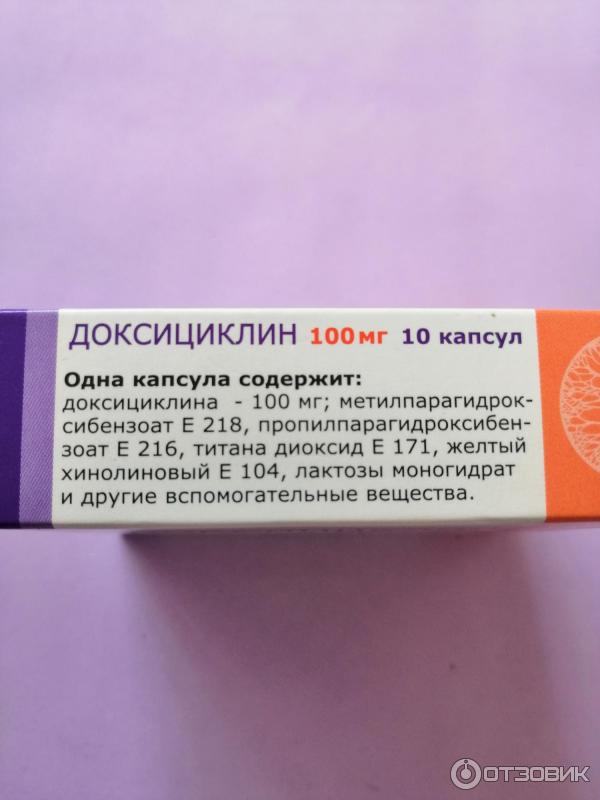 ДОКСИЦИКЛИН 100мг 10 капсул
Одна капсула содержит:
доксициклина - 100 мг; метилпарагидрок-
сибензоат Е 218, пропилпарагидроксибен-
зоат Е 216, титана диоксид Е 171, желтый
хинолиновый Е 104, лактозы моногидрат
и другие вспомогательные вещества.
ОТЗОВИК